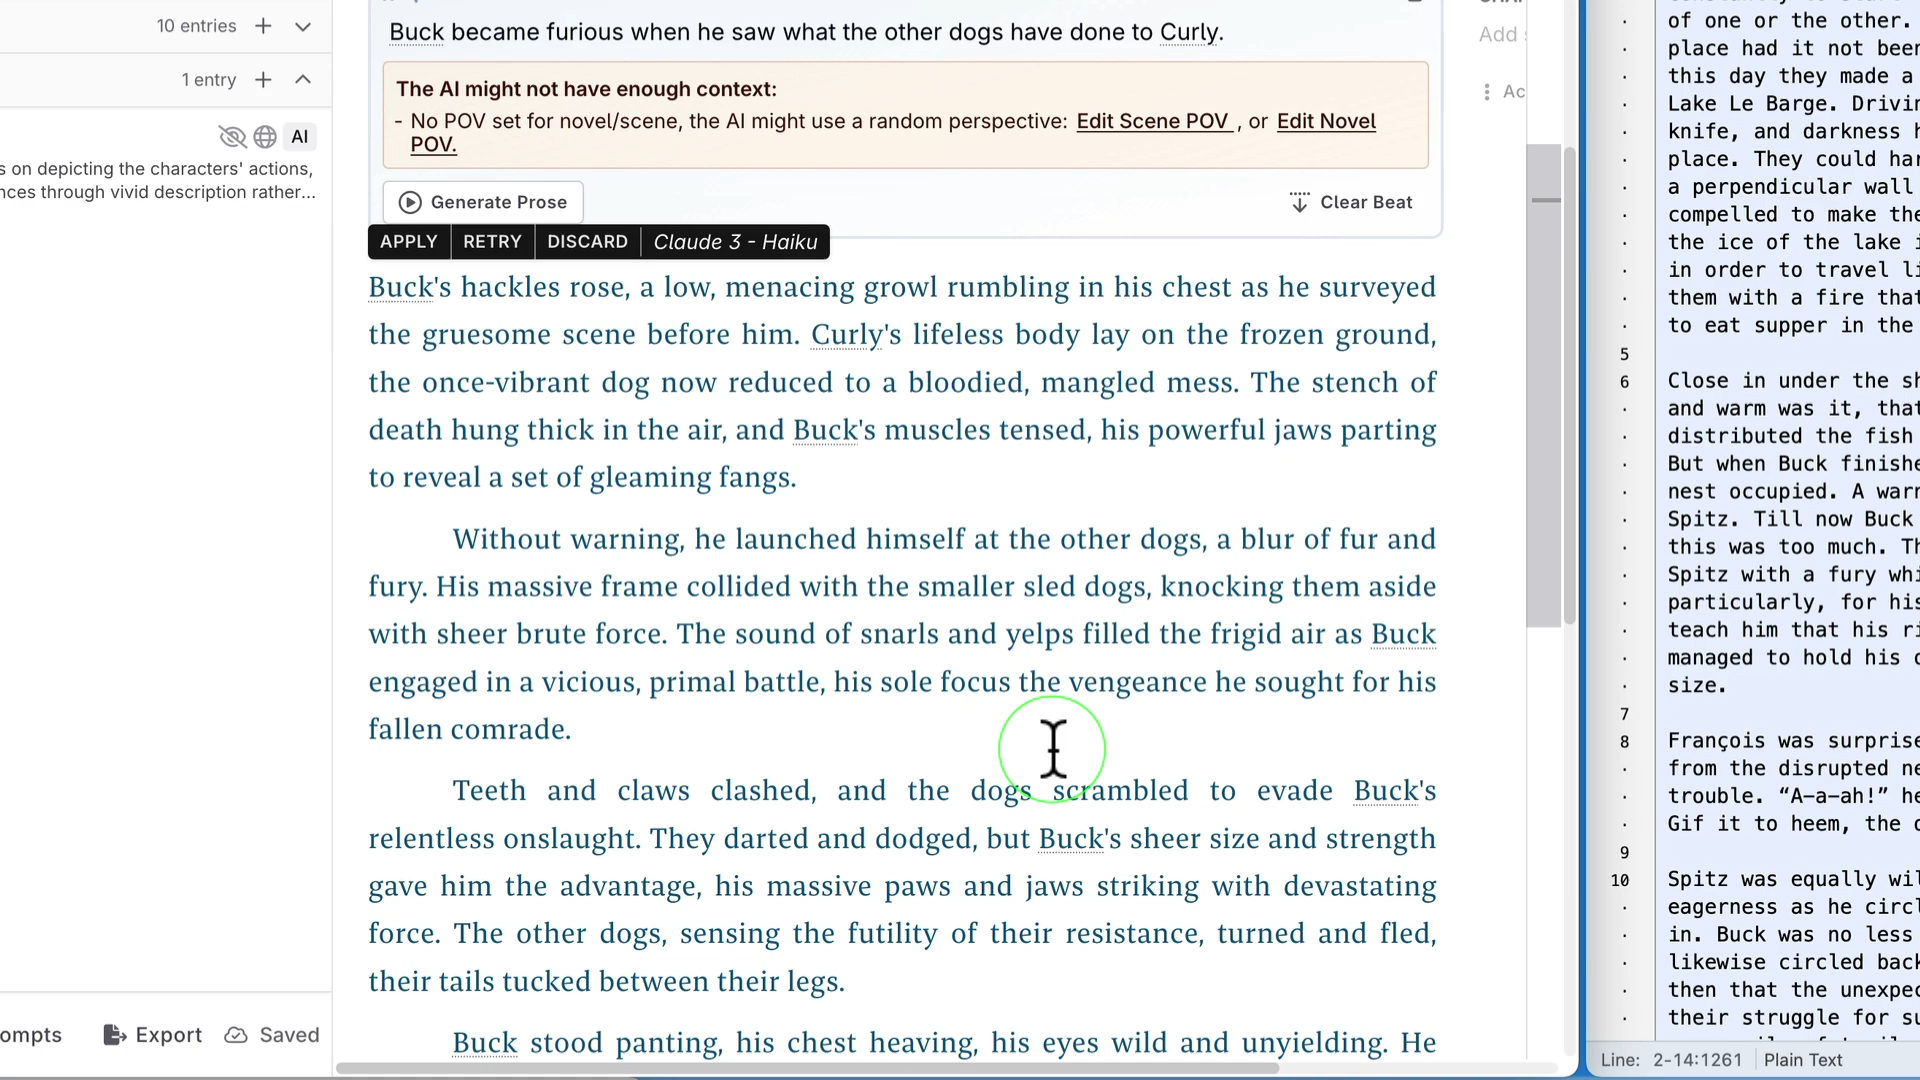 10 entries
1 entry
AI
s on depicting the characters' actions,
nces through vivid description rather...
ompts
Export
Saved
Buck became furious when he saw what the other dogs have done to Curly.
The AI might not have enough context:
- No POV set for novel/scene, the AI might use a random perspective: Edit Scene POV , or Edit Novel
POV.
Generate Prose
Clear Beat
APPLY RETRY DISCARD Claude 3 - Haiku
Buck's hackles rose, a low, menacing growl rumbling in his chest as he surveyed
the gruesome scene before him. Curly's lifeless body lay on the frozen ground,
the once-vibrant dog now reduced to a bloodied, mangled mess. The stench of
death hung thick in the air, and Buck's muscles tensed, his powerful jaws parting
to reveal a set of gleaming fangs.
Without warning, he launched himself at the other dogs, a blur of fur and
fury. His massive frame collided with the smaller sled dogs, knocking them aside
with sheer brute force. The sound of snarls and yelps filled the frigid air as Buck
engaged in a vicious, primal battle, his sole focus the vengeance he sought for his
fallen comrade.
Teeth and claws clashed, and the dogs scrambled to evade Buck's
relentless onslaught. They darted and dodged, but Buck's sheer size and strength
gave him the advantage, his massive paws and jaws striking with devastating
force. The other dogs, sensing the futility of their resistance, turned and fled,
their tails tucked between their legs.
Buck stood panting, his chest heaving, his eyes wild and unyielding. He
Add
Ac
of one or the other.
place had it not been
this day they made a
Lake Le Barge. Drivin
knife, and darkness h
place. They could har
a perpendicular wall
compelled to make the
the ice of the lake i
in order to travel li
them with a fire that
to eat supper in the
5
6 Close in under the sh
and warm was it, that
distributed the fish
But when Buck finishe
nest occupied. A warn
Spitz. Till now Buck
this was too much. Th
Spitz with a fury whi
particularly, for his
teach him that his ri
managed to hold his o
size.
7
8 François was surprise
from the disrupted ne
trouble. “A-a-ah!” he
Gif it to heem, the d
9
10 Spitz was equally wil
eagerness as he circl
in. Buck was no less
likewise circled back
then that the unexpec
their struggle for su
Line: 2-14:1261 Plain Text